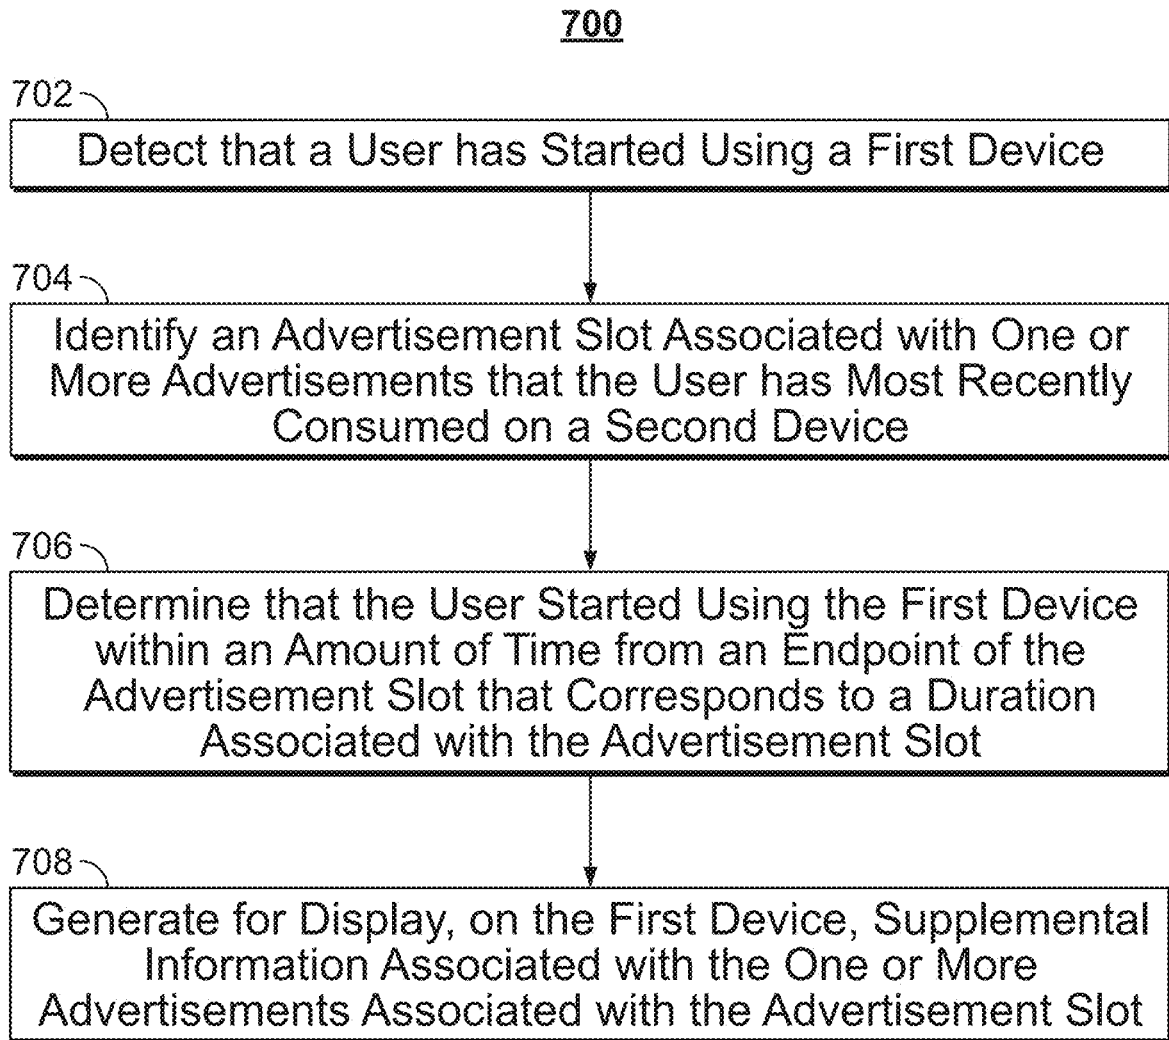 700
702
Detect that a User has Started Using a First Device
704
Identify an Advertisement Slot Associated with One or
More Advertisements that the User has Most Recently
Consumed on a Second Device
706
Determine that the User Started Using the First Device
within an Amount of Time from an Endpoint of the
Advertisement Slot that Corresponds to a Duration
Associated with the Advertisement Slot
708
Generate for Display, on the First Device, Supplemental
Information Associated with the One or More
Advertisements Associated with the Advertisement Slot